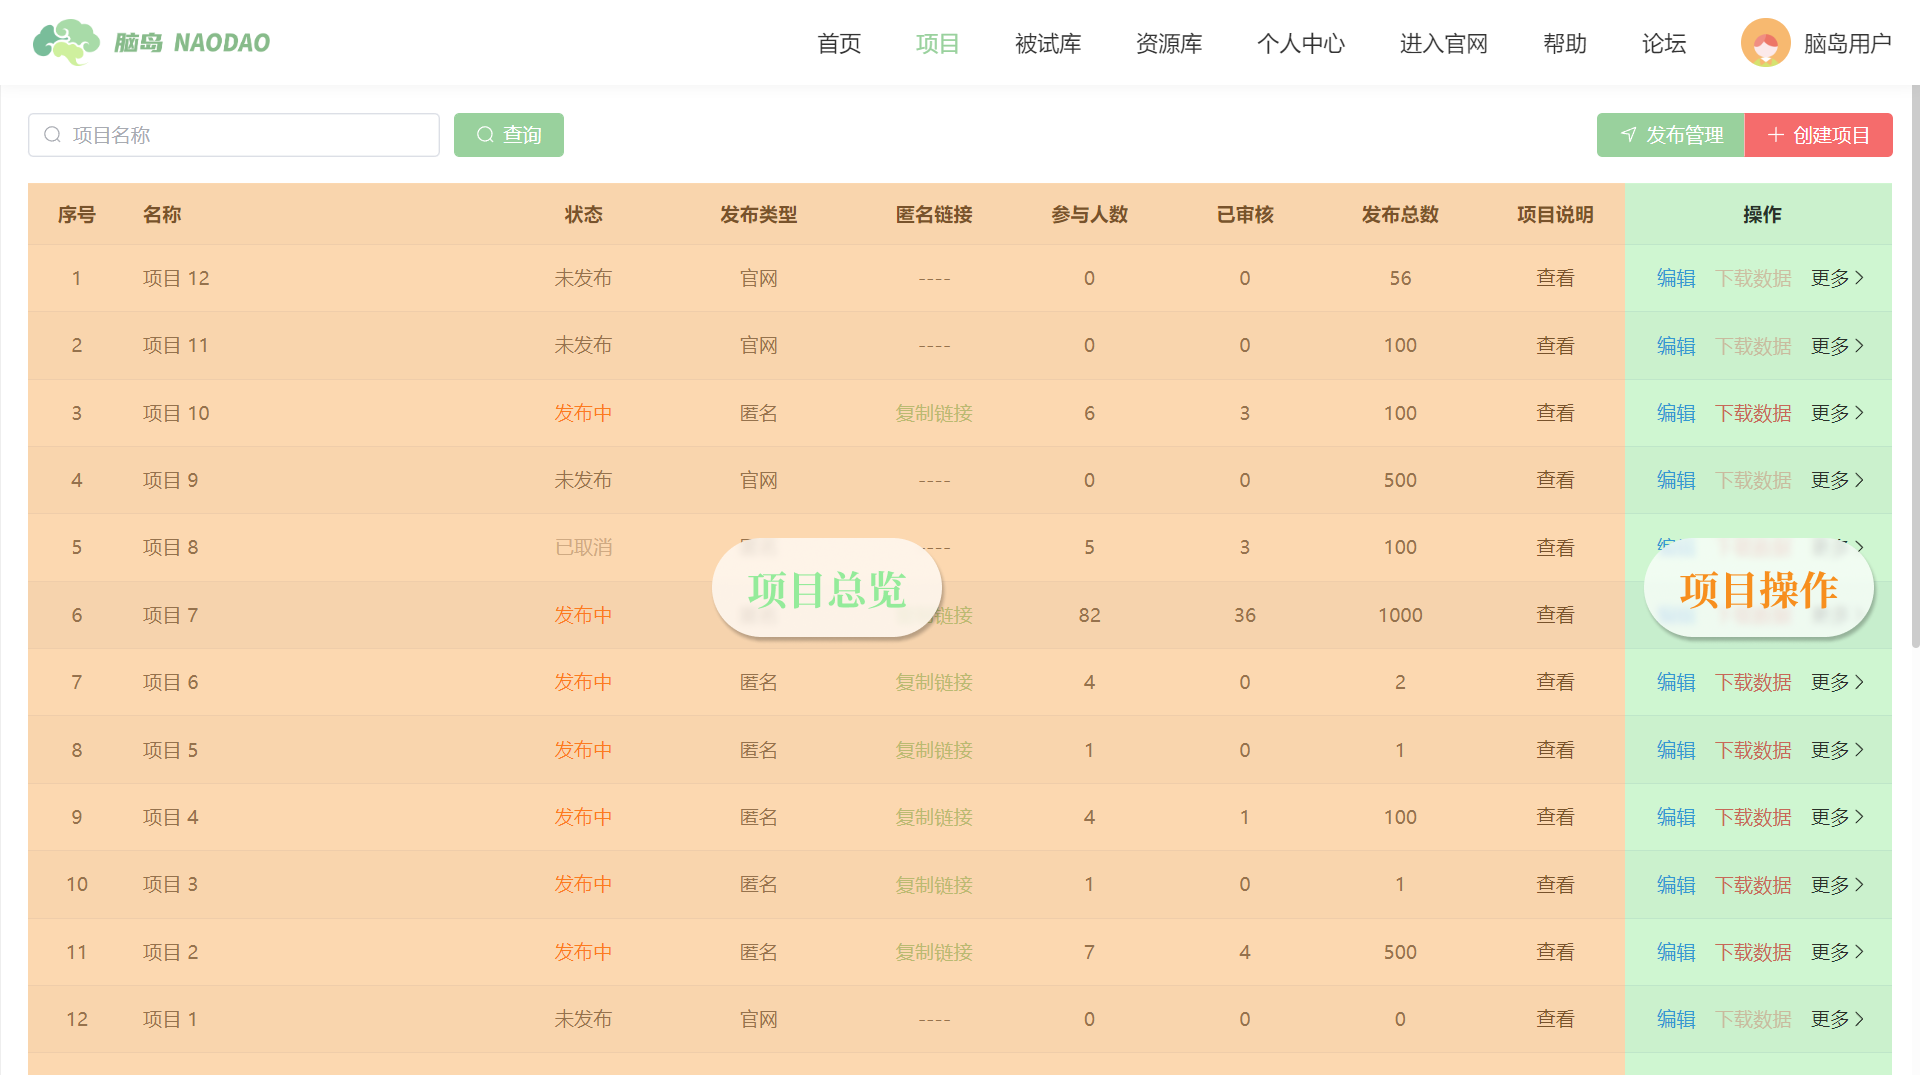 脑岛 NAODAO 首页 项目 被试库 资源库 个人中心 进入官网 帮助 论坛 脑岛用户
项目名称 查询 发布管理 创建项目
序号 名称 状态 发布类型 匿名链接 参与人数 已审核 发布总数 项目说明 操作
1 项目 12 未发布 官网 ---- 0 0 56 查看 编辑 下载数据 更多
2 项目 11 未发布 官网 ---- 0 0 100 查看 编辑 下载数据 更多
3 项目 10 发布中 匿名 复制链接 6 3 100 查看 编辑 下载数据 更多
4 项目 9 未发布 官网 ---- 0 0 500 查看 编辑 下载数据 更多
5 项目 8 已取消 ---- 5 3 100 查看
项目总览 项目操作
6 项目 7 发布中 链接 82 36 1000 查看
7 项目 6 发布中 匿名 复制链接 4 0 2 查看 编辑 下载数据 更多
8 项目 5 发布中 匿名 复制链接 1 0 1 查看 编辑 下载数据 更多
9 项目 4 发布中 匿名 复制链接 4 1 100 查看 编辑 下载数据 更多
10 项目 3 发布中 匿名 复制链接 1 0 1 查看 编辑 下载数据 更多
11 项目 2 发布中 匿名 复制链接 7 4 500 查看 编辑 下载数据 更多
12 项目 1 未发布 官网 ---- 0 0 0 查看 编辑 下载数据 更多